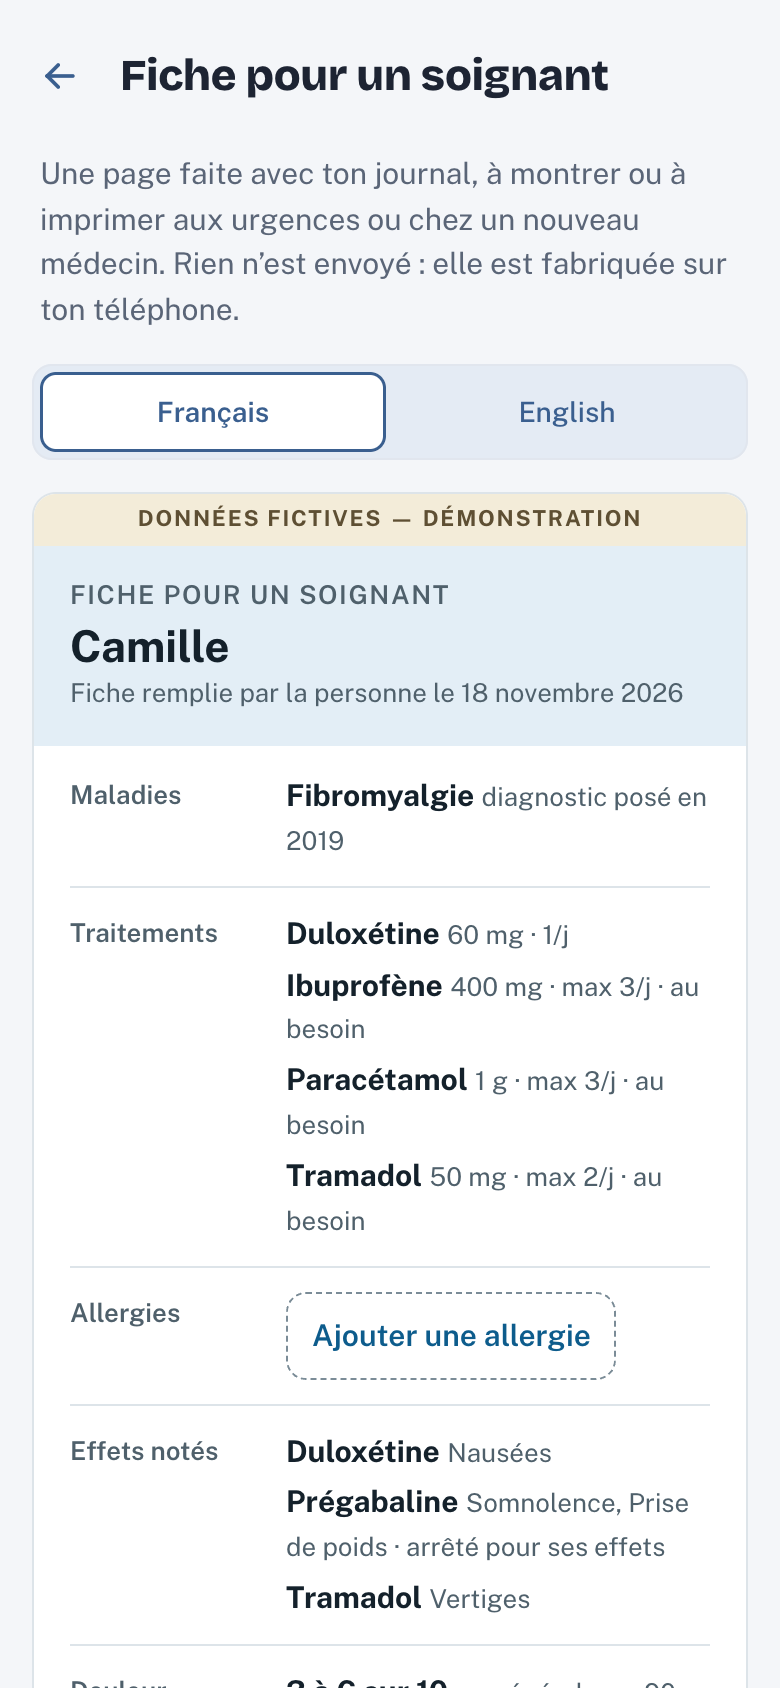 Fiche pour un soignant
Une page faite avec ton journal, à montrer ou à
imprimer aux urgences ou chez un nouveau
médecin. Rien n’est envoyé : elle est fabriquée sur
ton téléphone.
Français
English
DONNÉES FICTIVES — DÉMONSTRATION
FICHE POUR UN SOIGNANT
Camille
Fiche remplie par la personne le 18 novembre 2026
Maladies
Fibromyalgie diagnostic posé en
2019
Traitements
Duloxétine 60 mg · 1/j
Ibuprofène 400 mg · max 3/j · au
besoin
Paracétamol 1 g · max 3/j · au
besoin
Tramadol 50 mg · max 2/j · au
besoin
Allergies
Ajouter une allergie
Effets notés
Duloxétine Nausées
Prégabaline Somnolence, Prise
de poids · arrêté pour ses effets
Tramadol Vertiges